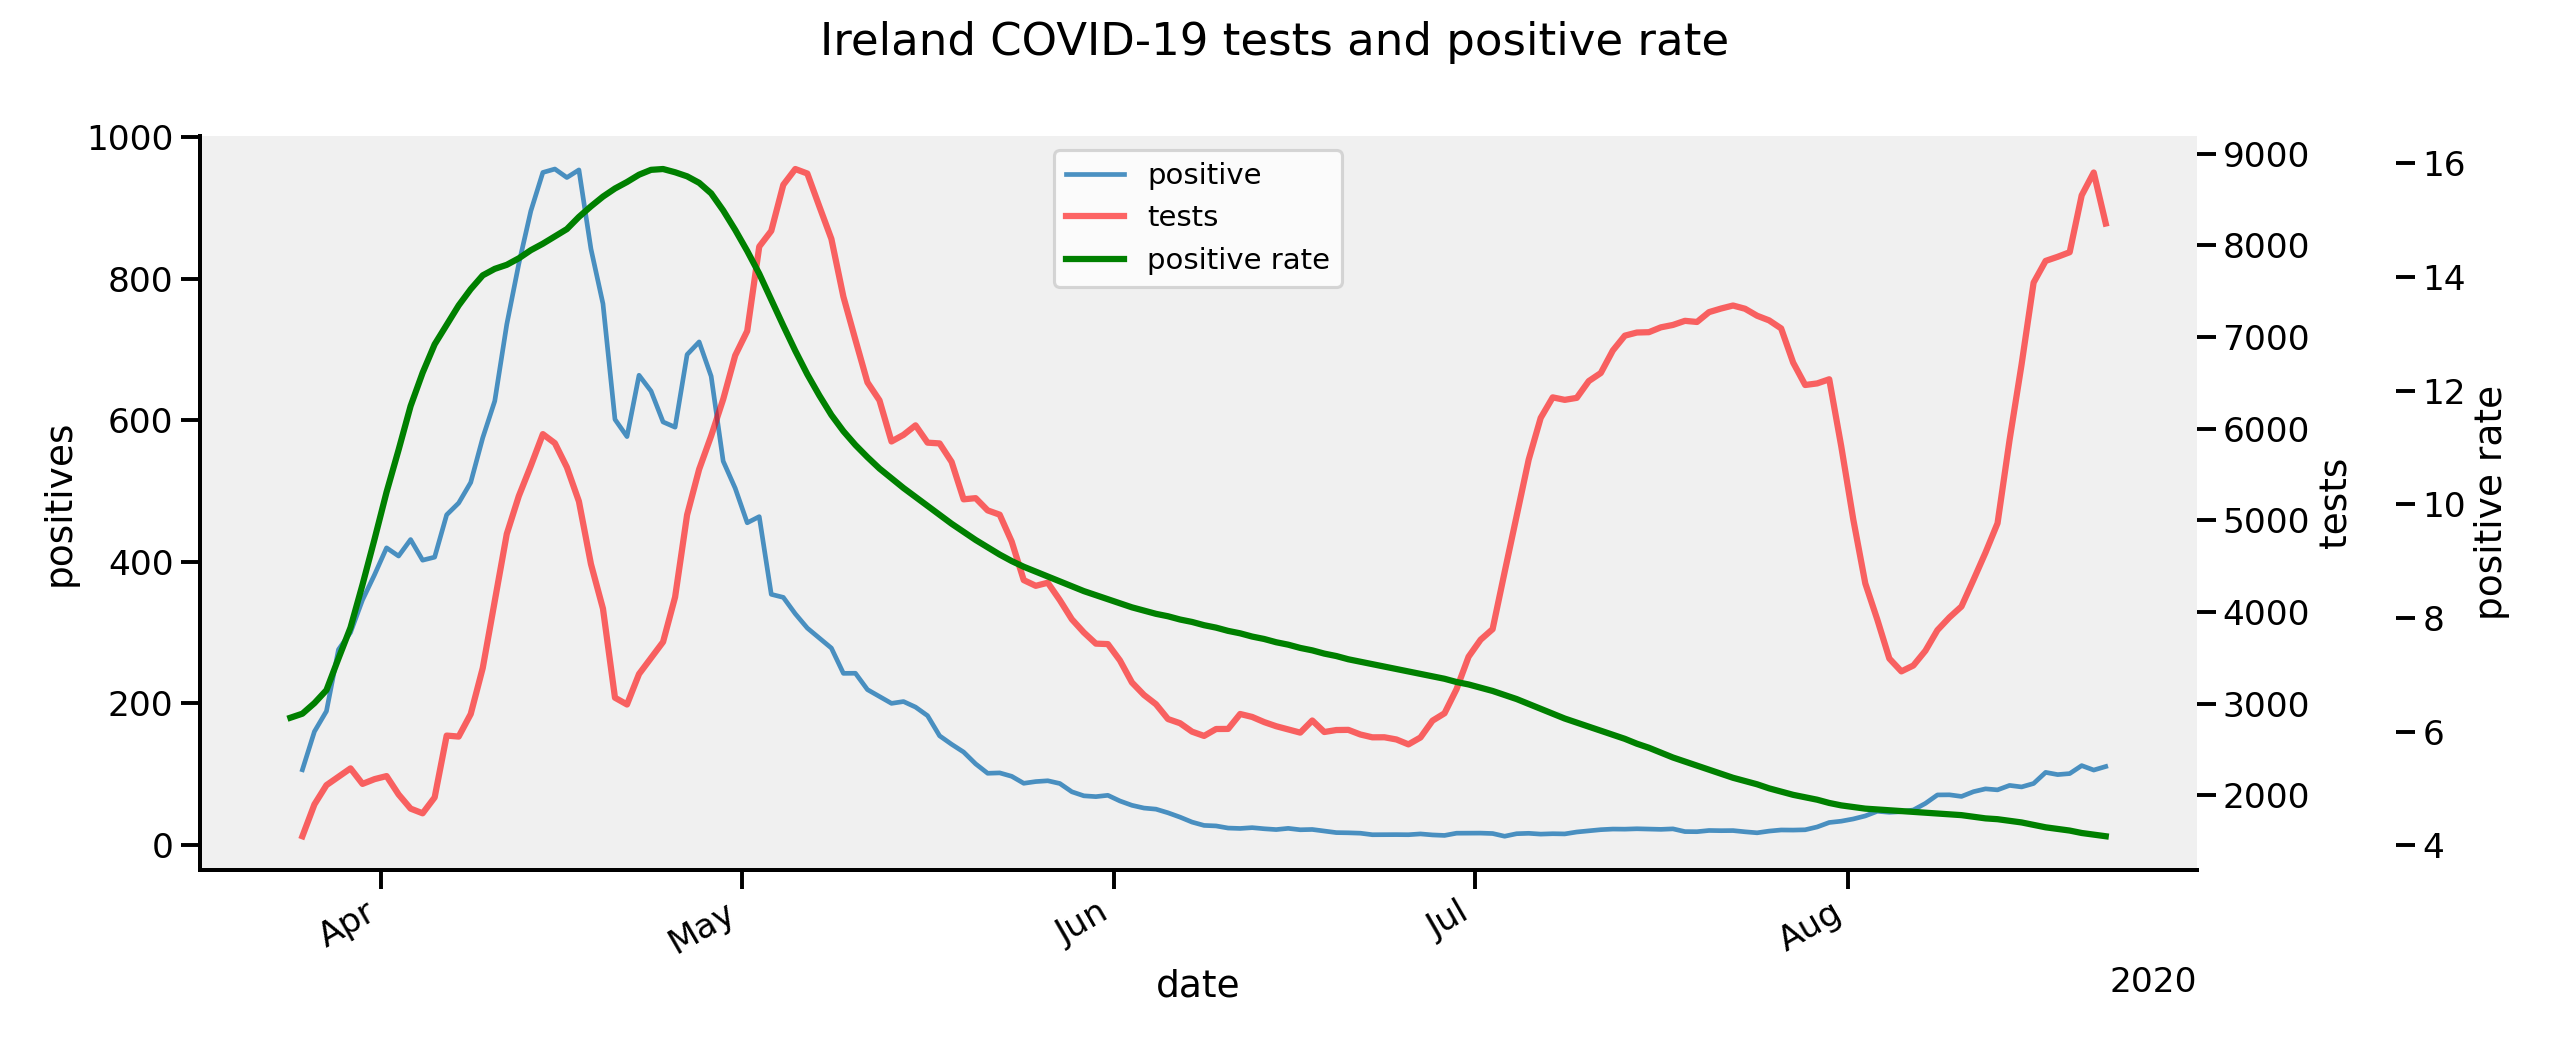 Ireland COVID-19 tests and positive rate
positive
tests
positive rate
positives
1000
800
600
400
200
0
9000
8000
7000
6000
5000
4000
3000
2000
tests
16
14
12
10
8
6
4
positive rate
Apr
May
Jun
Jul
Aug
date
2020